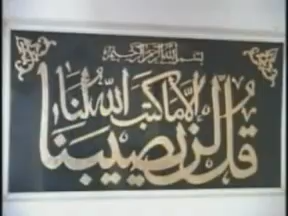 بسم الله الرحمن الرحيم
قل لن يصيبنا
إلا ما كتب الله لنا